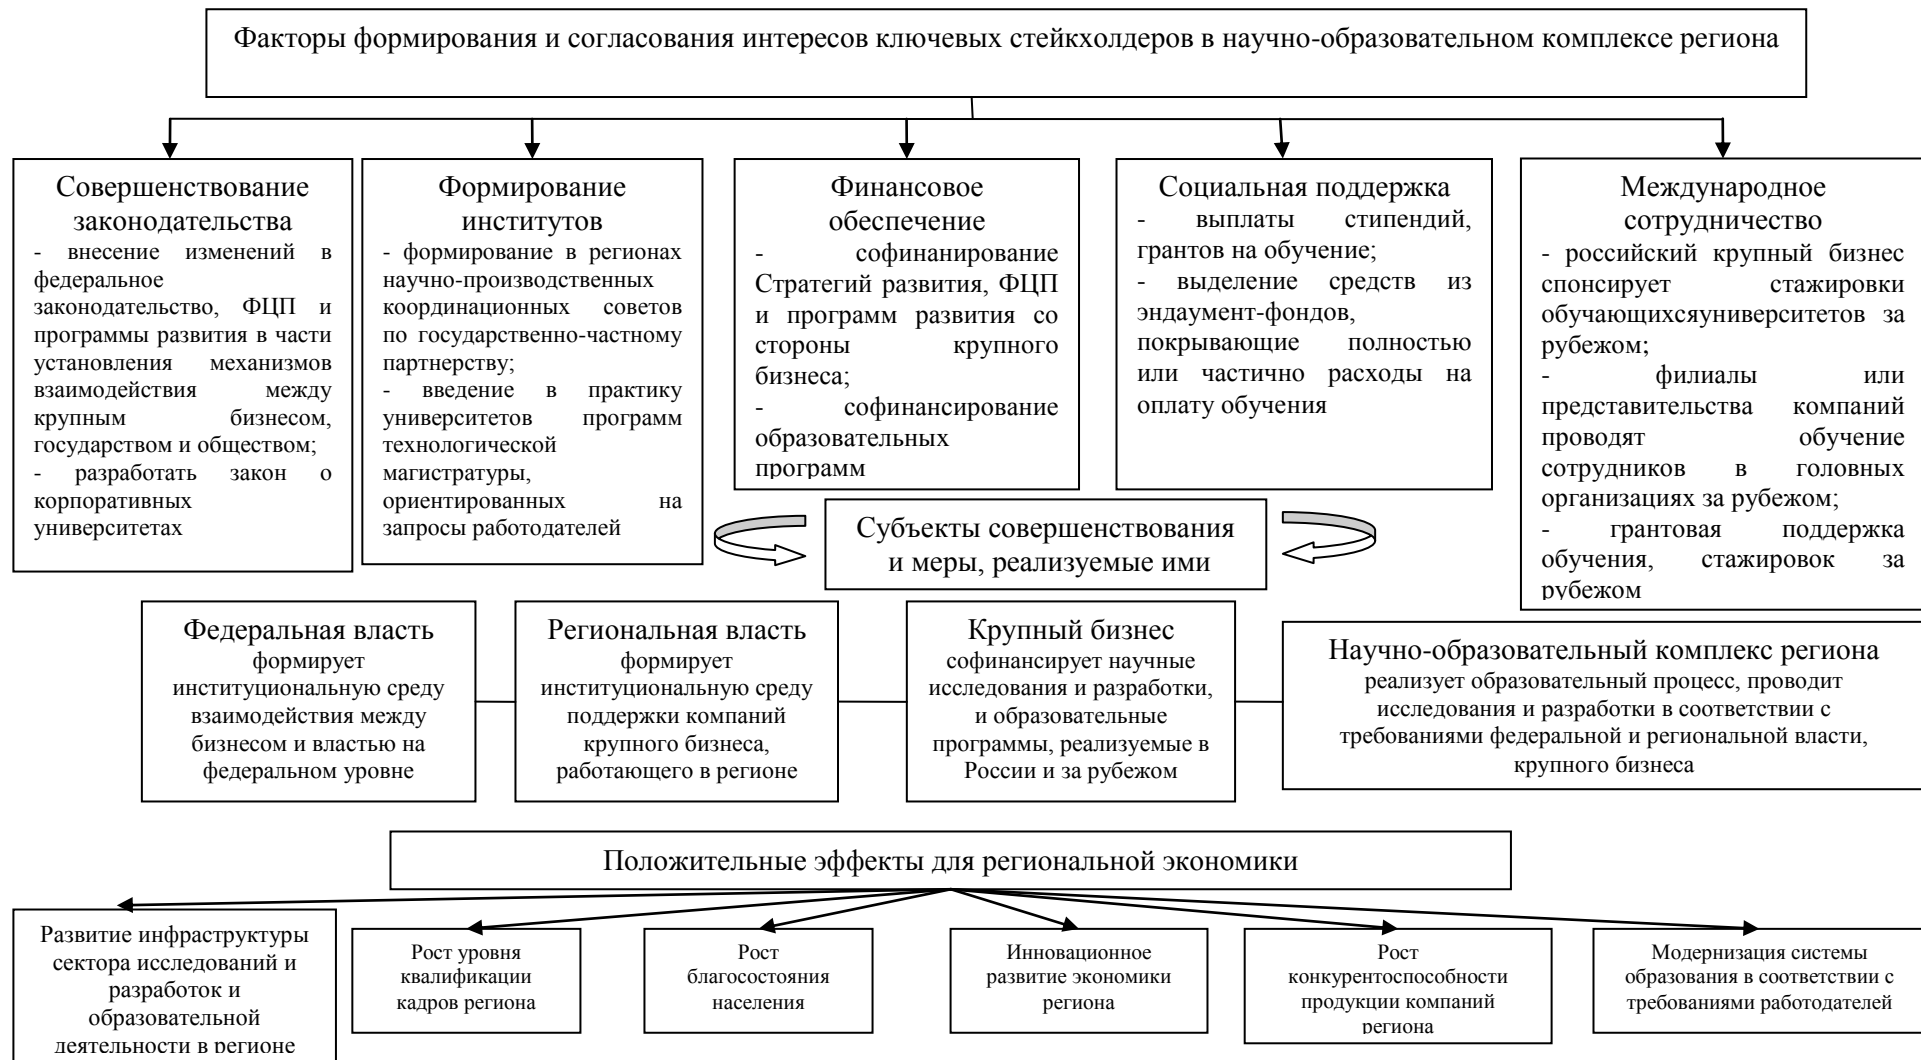 Факторы формирования и согласования интересов ключевых стейкхолдеров в научно-образовательном комплексе региона
Совершенствование
законодательства
- внесение изменений в
федеральное
законодательство, ФЦП и
программы развития в части
установления механизмов
взаимодействия между
крупным бизнесом,
государством и обществом;
- разработать закон о
корпоративных
университетах
Формирование
институтов
- формирование в регионах
научно-производственных
координационных советов
по государственно-частному
партнерству;
- введение в практику
университетов программ
технологической
магистратуры,
ориентированных на
запросы работодателей
Финансовое
обеспечение
- софинанирование
Стратегий развития, ФЦП
и программ развития со
стороны крупного
бизнеса;
- софинансирование
образовательных
программ
Социальная поддержка
- выплаты стипендий,
грантов на обучение;
- выделение средств из
эндаумент-фондов,
покрывающие полностью
или частично расходы на
оплату обучения
Международное
сотрудничество
- российский крупный бизнес
спонсирует стажировки
обучающихсяуниверситетов за
рубежом;
- филиалы или
представительства компаний
проводят обучение
сотрудников в головных
организациях за рубежом;
- грантовая поддержка
обучения, стажировок за
рубежом
Субъекты совершенствования
и меры, реализуемые ими
Федеральная власть
формирует
институциональную среду
взаимодействия между
бизнесом и властью на
федеральном уровне
Региональная власть
формирует
институциональную среду
поддержки компаний
крупного бизнеса,
работающего в регионе
Крупный бизнес
софинансирует научные
исследования и разработки,
и образовательные
программы, реализуемые в
России и за рубежом
Научно-образовательный комплекс региона
реализует образовательный процесс, проводит
исследования и разработки в соответствии с
требованиями федеральной и региональной власти,
крупного бизнеса
Положительные эффекты для региональной экономики
Развитие инфраструктуры
сектора исследований и
разработок и
образовательной
деятельности в регионе
Рост уровня
квалификации
кадров региона
Рост
благосостояния
населения
Инновационное
развитие экономики
региона
Рост
конкурентоспособности
продукции компаний
региона
Модернизация системы
образования в соответствии с
требованиями работодателей